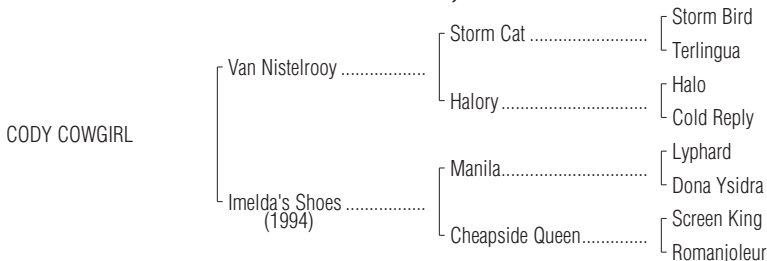 Storm Bird
Storm Cat ........................
Terlingua
Van Nistelrooy .................
Halo
Halory .............................
Cold Reply
CODY COWGIRL
Lyphard
Manila .............................
Dona Ysidra
Imelda's Shoes ................
(1994)
Screen King
Cheapside Queen .............
Romanjoleur